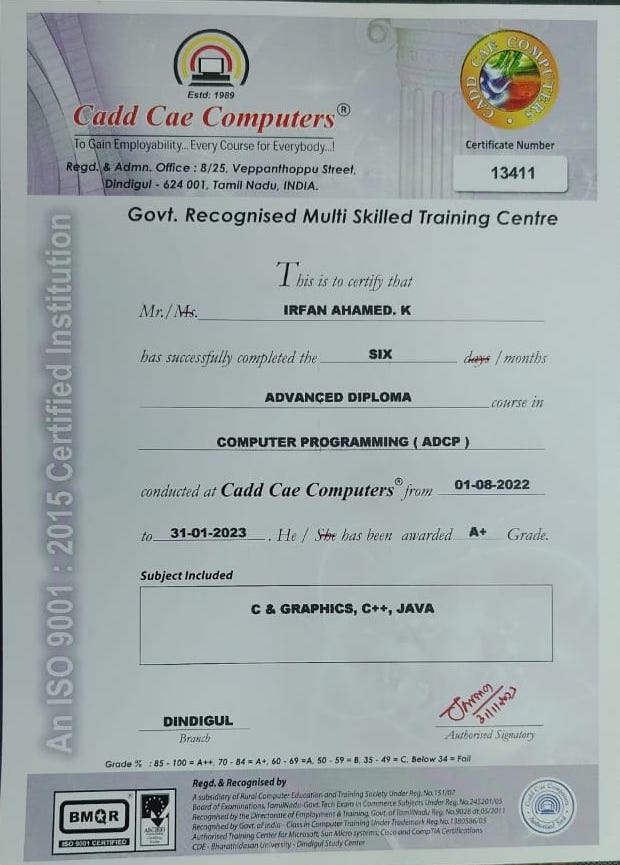 Estd: 1989
Cadd Cae Computers®
To Gain Employability... Every Course for Everybody...!
Regd. & Admn. Office : 8/25, Veppanthoppu Street,
Dindigul - 624 001, Tamil Nadu, INDIA.
CADD CAE COMPUTERS
Certificate Number
13411
An ISO 9001 : 2015 Certified Institution
Govt. Recognised Multi Skilled Training Centre
This is to certify that
Mr./Ms. IRFAN AHAMED. K
has successfully completed the SIX days / months
ADVANCED DIPLOMA course in
COMPUTER PROGRAMMING ( ADCP )
conducted at Cadd Cae Computers® from 01-08-2022
to 31-01-2023. He / She has been awarded A+ Grade.
Subject Included
C & GRAPHICS, C++, JAVA
DINDIGUL
Branch
Authorised Signatory
Grade % : 85 - 100 = A++, 70 - 84 = A+, 60 - 69 =A, 50 - 59 = B, 35 - 49 = C, Below 34 = Fail
BMQR
ISO 9001 CERTIFIED
Regd. & Recognised by
A subsidiary of Rural Computer Education and Training Society Under Reg. No.151/07
Board of Examinations, TamilNadu-Govt. Tech Exam in Commerce Subjects Under Reg.No.245201/05
Recognised by the Directorate of Employment & Training, Govt. of TamilNadu Reg.No.9028 dt.05/2011
Recognised by Govt. of india - Class in Computer Training Under Trademark Reg.No.1380586/05
Authorised Training Center for Microsoft, Sun Micro systems, Cisco and CompTIA Certifications
CDE - Bharathidasan University - Dindigul Study Center
Cadd Cae Computers